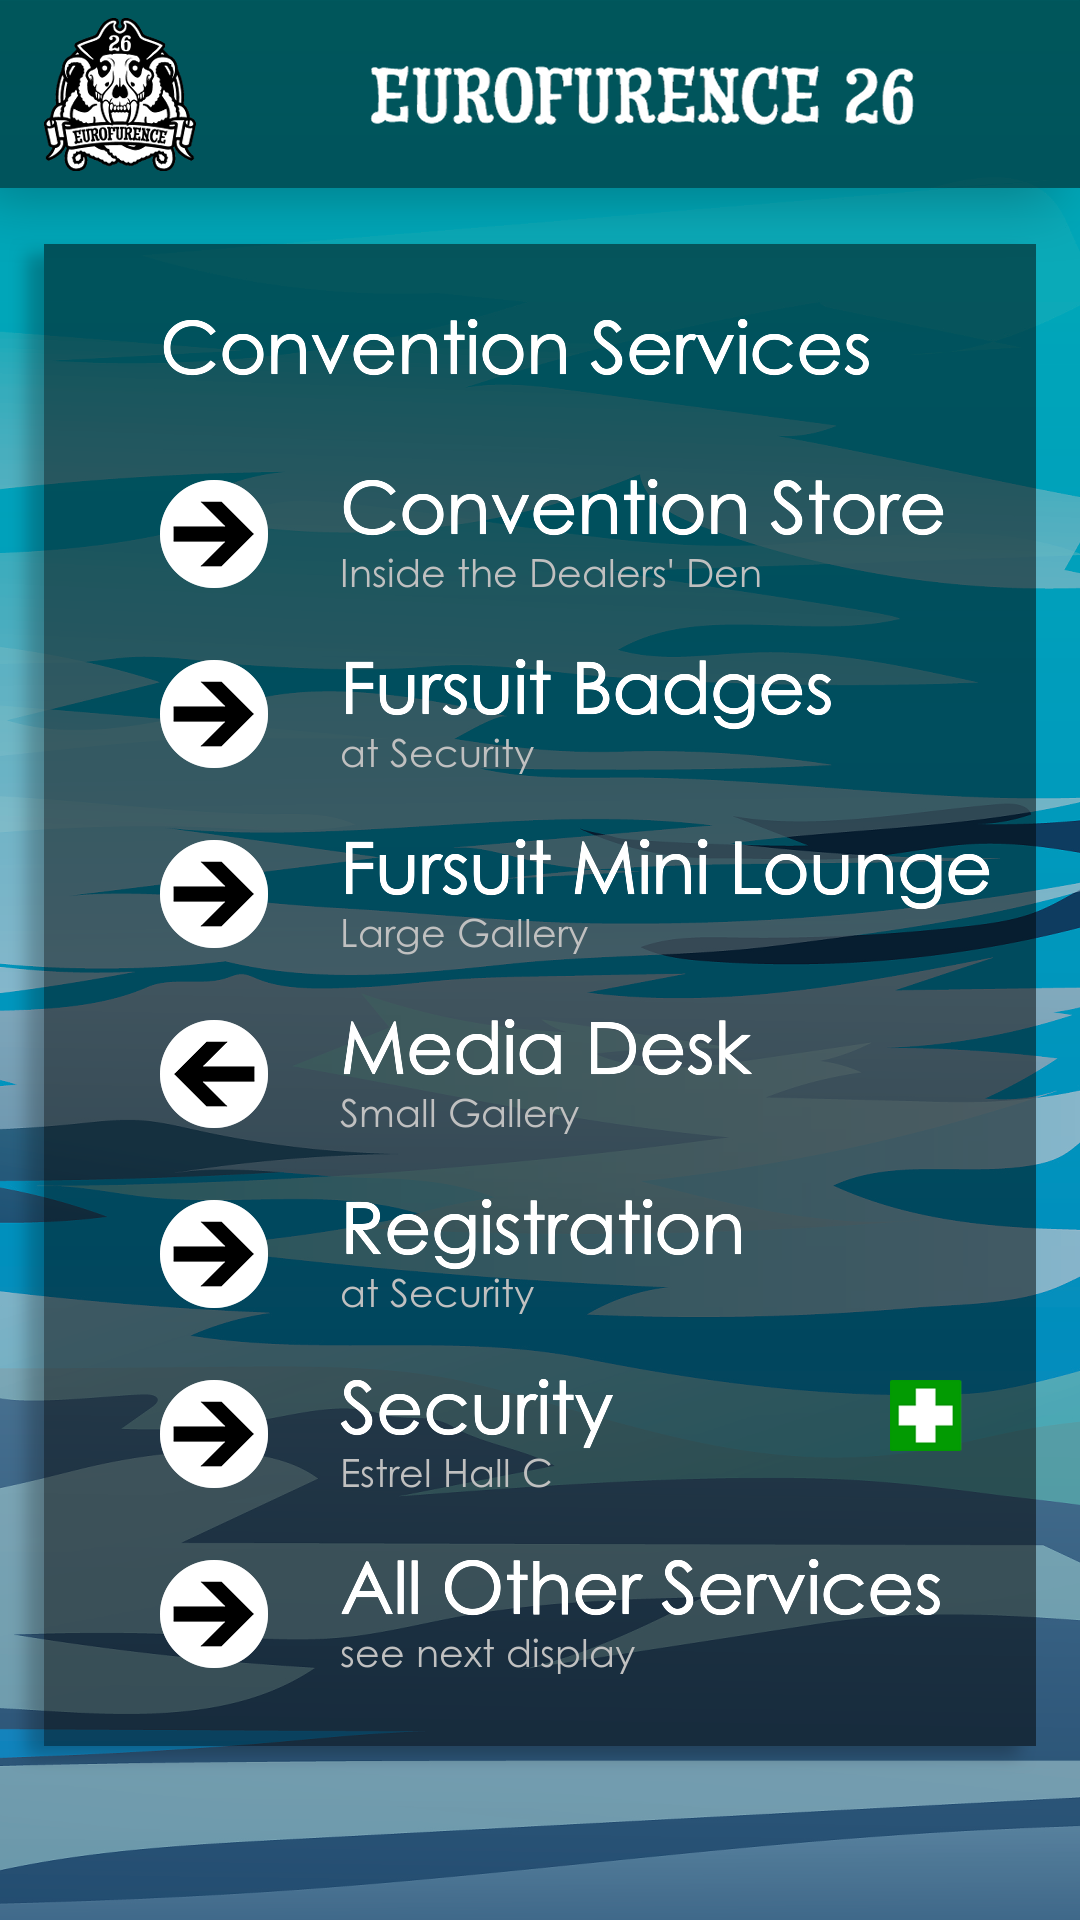 26
EUROFURENCE
EUROFURENCE 26
Convention Services
Convention Store
Inside the Dealers' Den
Fursuit Badges
at Security
Fursuit Mini Lounge
Large Gallery
Media Desk
Small Gallery
Registration
at Security
Security
Estrel Hall C
All Other Services
see next display